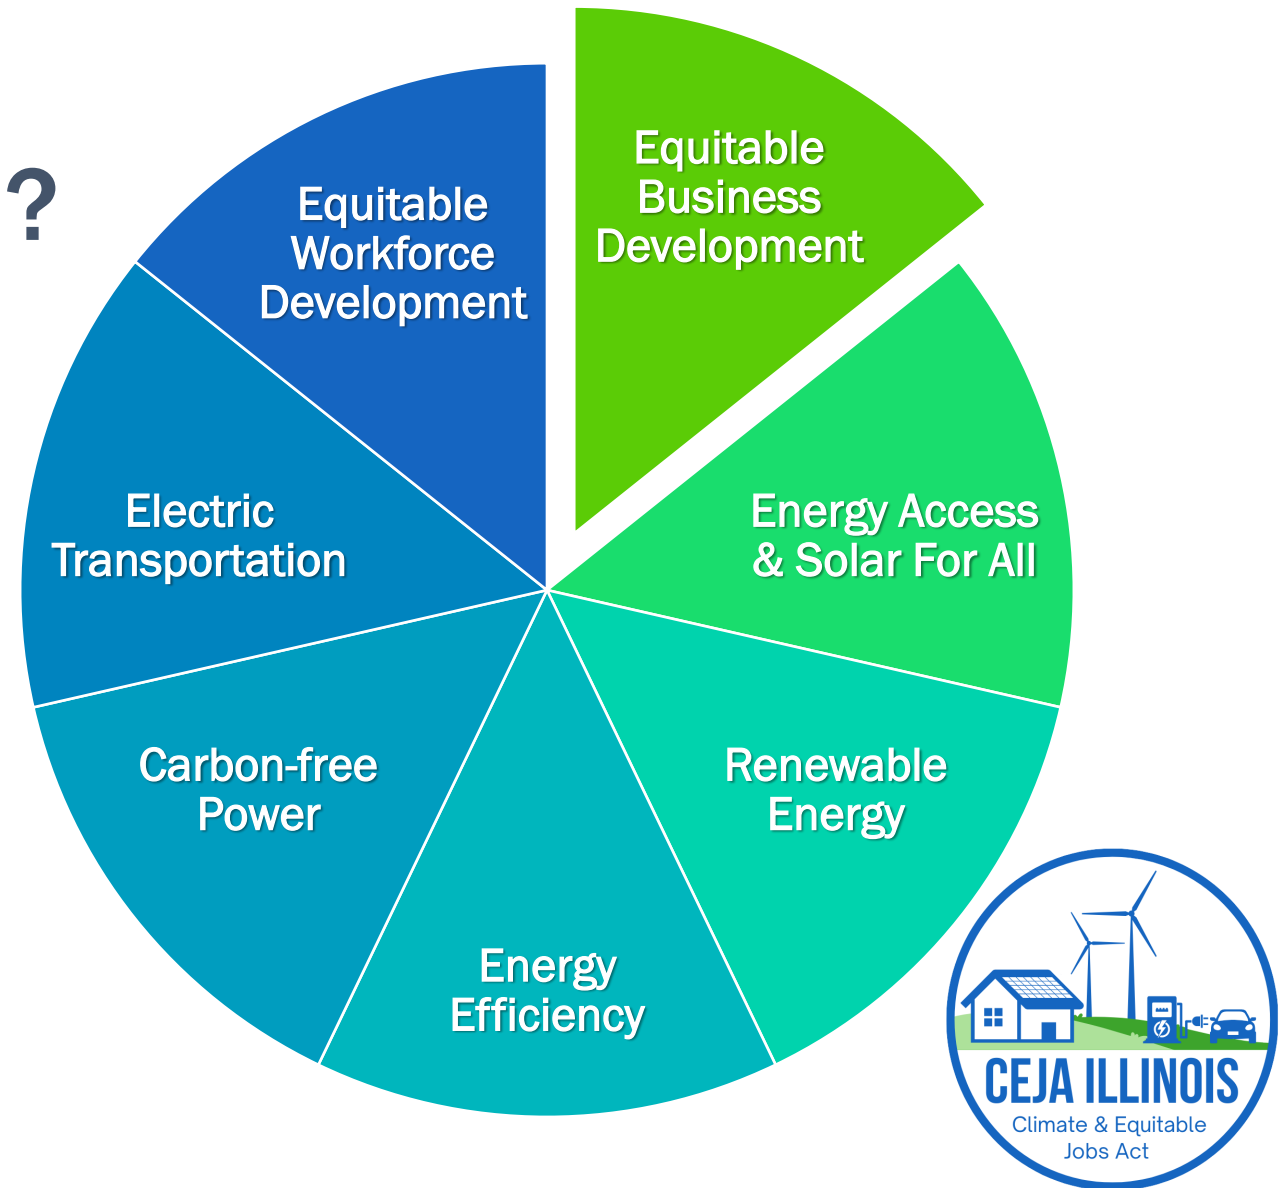 ?
Equitable
Business
Development
Equitable
Workforce
Development
Energy Access
& Solar For All
Electric
Transportation
Renewable
Energy
Carbon-free
Power
Energy
Efficiency
CEJA ILLINOIS
Climate & Equitable
Jobs Act